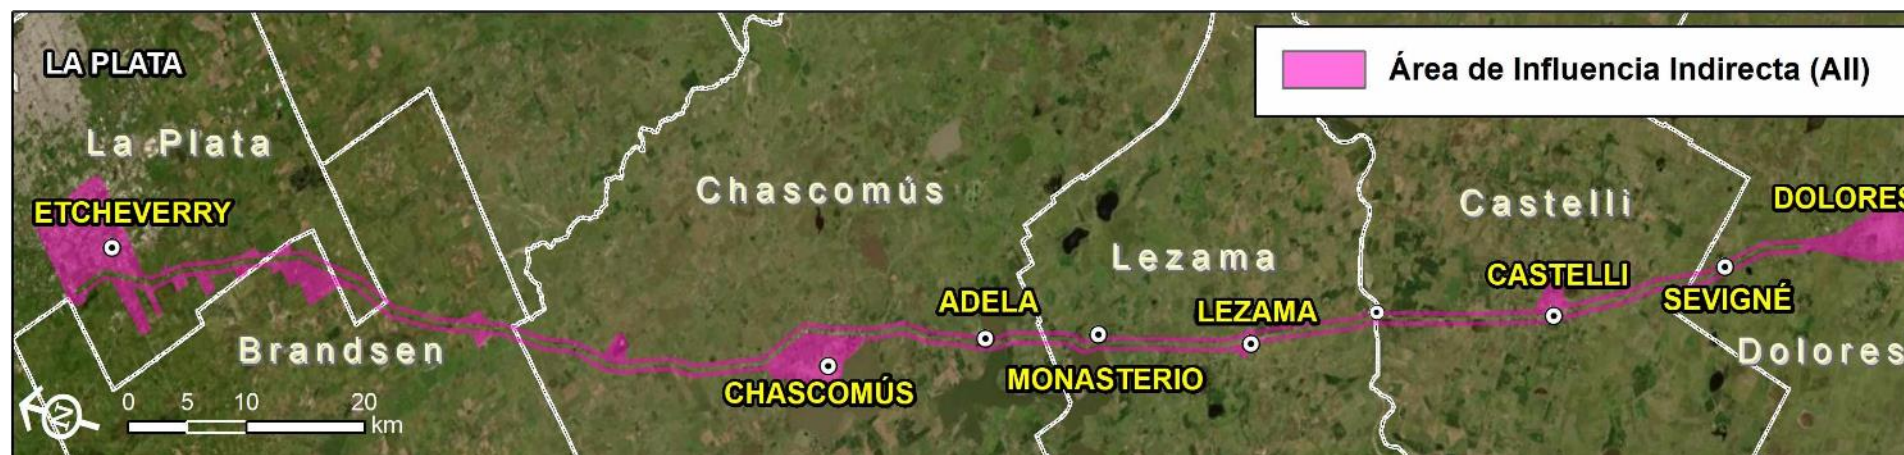 LA PLATA
Área de Influencia Indirecta (AII)
La Plata
Chascomús
Castelli
DOLORES
ETCHEVERRY
Lezama
CASTELLI
SEVIGNÉ
ADELA
LEZAMA
Brandsen
MONASTERIO
Dolores
CHASCOMÚS
N
0 5 10 20
km